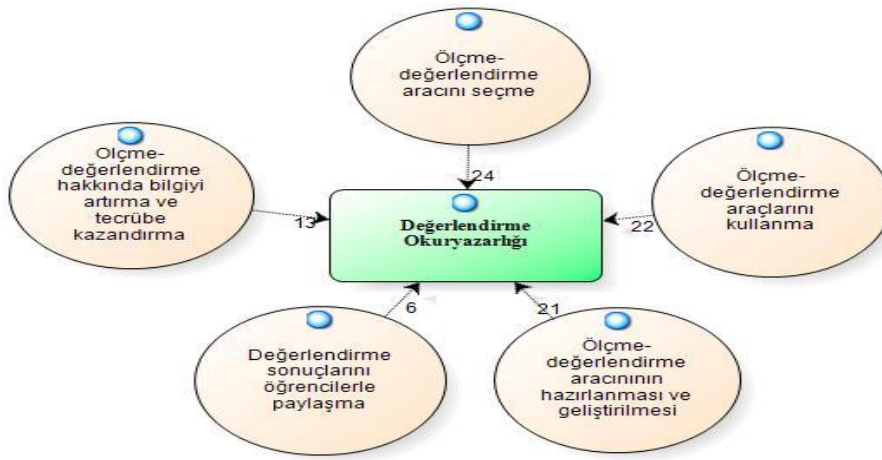 Ölçme-
değerlendirme
aracını seçme
24
Olçme-
değerlendirme
hakkında bilgiyi
artırma ve
tecrübe
kazandırma
13
Değerlendirme
Okuryazarlığı
Ölçme-
değerlendirme
araçlarını
kullanma
22
6
Değerlendirme
sonuçlarını
öğrencilerle
paylaşma
21
Ölçme-
değerlendirme
aracınının
hazırlanması ve
geliştirilmesi